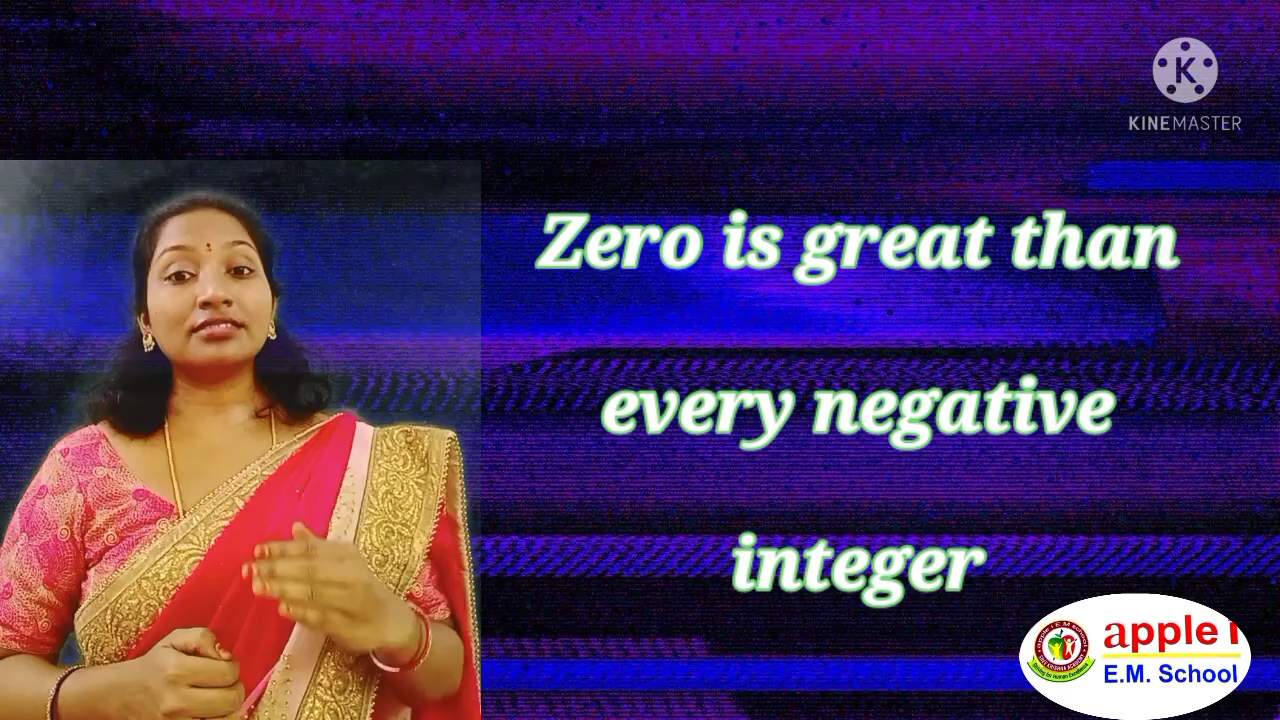 K
KINEMASTER
Zero is great than
every negative
integer
apple i
E.M. School